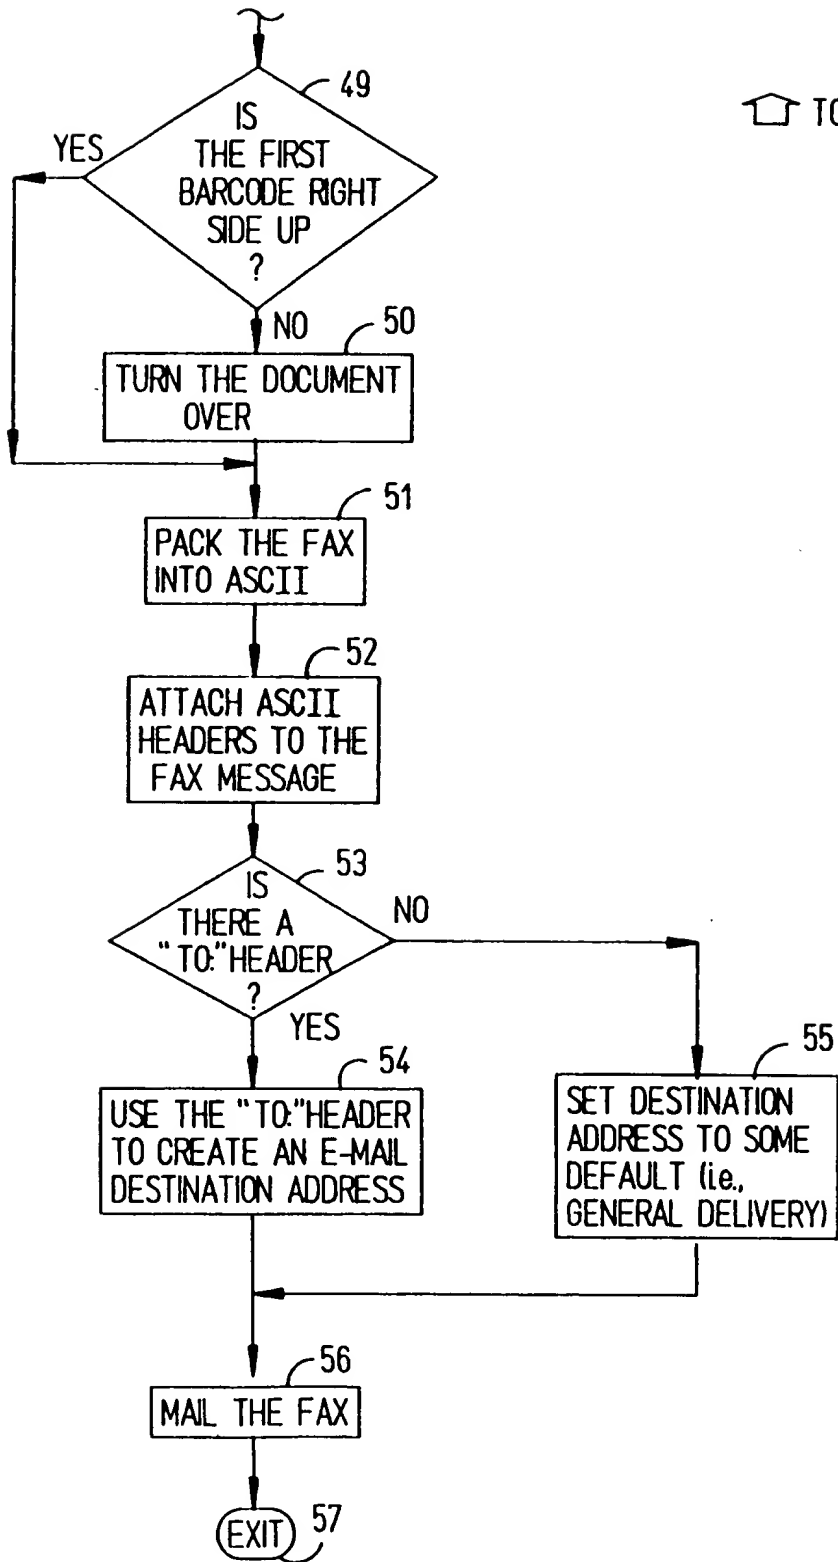 49
TO
IS
THE FIRST
BARCODE RIGHT
SIDE UP
?
YES
NO
50
TURN THE DOCUMENT
OVER
51
PACK THE FAX
INTO ASCII
52
ATTACH ASCII
HEADERS TO THE
FAX MESSAGE
53
IS
THERE A
"TO:"HEADER
?
NO
YES
54
USE THE "TO:"HEADER
TO CREATE AN E-MAIL
DESTINATION ADDRESS
55
SET DESTINATION
ADDRESS TO SOME
DEFAULT (i.e.,
GENERAL DELIVERY)
56
MAIL THE FAX
EXIT
57